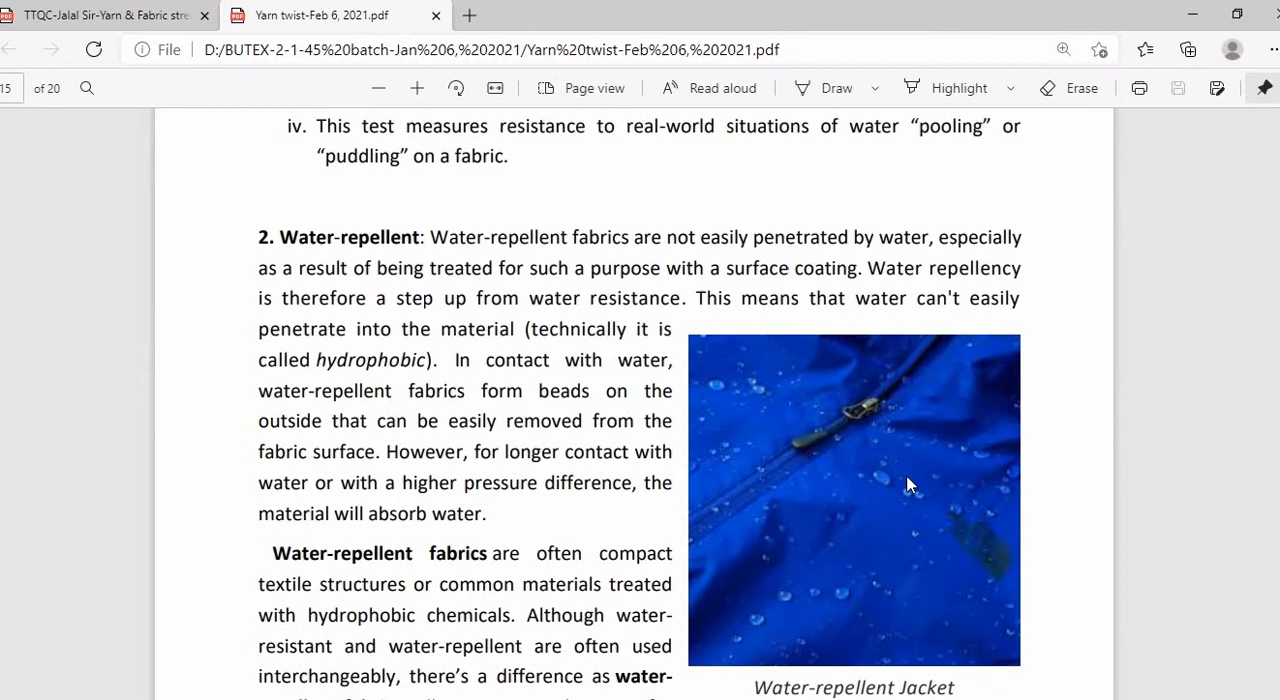 TTQC-Jalal Sir-Yarn & Fabric stre
Yarn twist-Feb 6, 2021.pdf
File
D:/BUTEX-2-1-45%20batch-Jan%206,%202021/Yarn%20twist-Feb%206,%202021.pdf
15 of 20
Page view
Read aloud
Draw
Highlight
Erase
iv. This test measures resistance to real-world situations of water “pooling” or
“puddling” on a fabric.
2. Water-repellent: Water-repellent fabrics are not easily penetrated by water, especially
as a result of being treated for such a purpose with a surface coating. Water repellency
is therefore a step up from water resistance. This means that water can't easily
penetrate into the material (technically it is
called hydrophobic). In contact with water,
water-repellent fabrics form beads on the
outside that can be easily removed from the
fabric surface. However, for longer contact with
water or with a higher pressure difference, the
material will absorb water.
Water-repellent fabrics are often compact
textile structures or common materials treated
with hydrophobic chemicals. Although water-
resistant and water-repellent are often used
interchangeably, there’s a difference as water-
Water-repellent Jacket